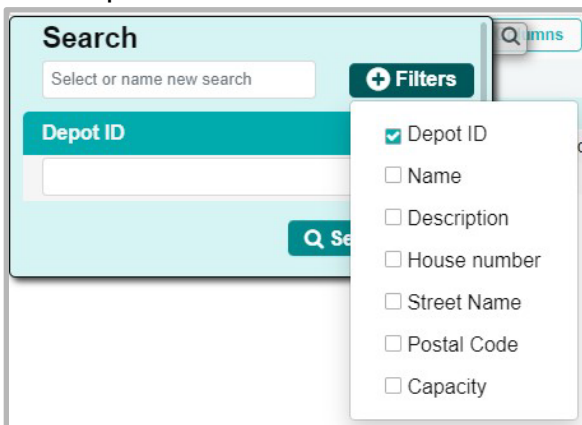 Search
Select or name new search
Filters
Depot ID
Depot ID
Name
Description
House number
Street Name
Postal Code
Capacity